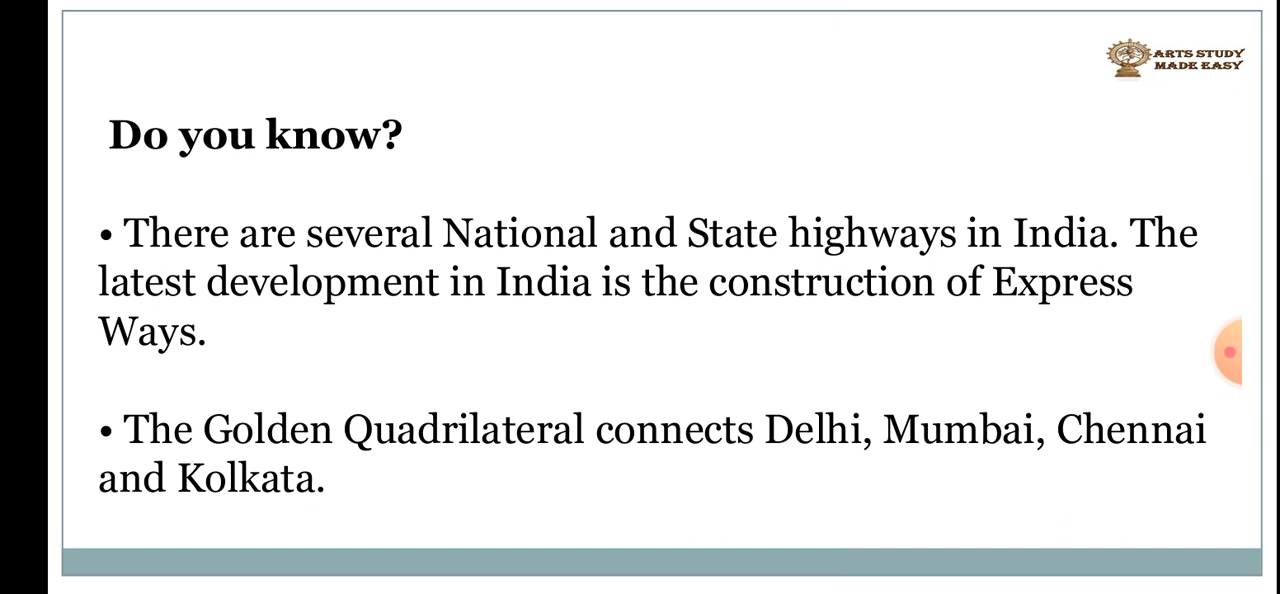 ARTS STUDY
MADE EASY
Do you know?
• There are several National and State highways in India. The
latest development in India is the construction of Express
Ways.
• The Golden Quadrilateral connects Delhi, Mumbai, Chennai
and Kolkata.